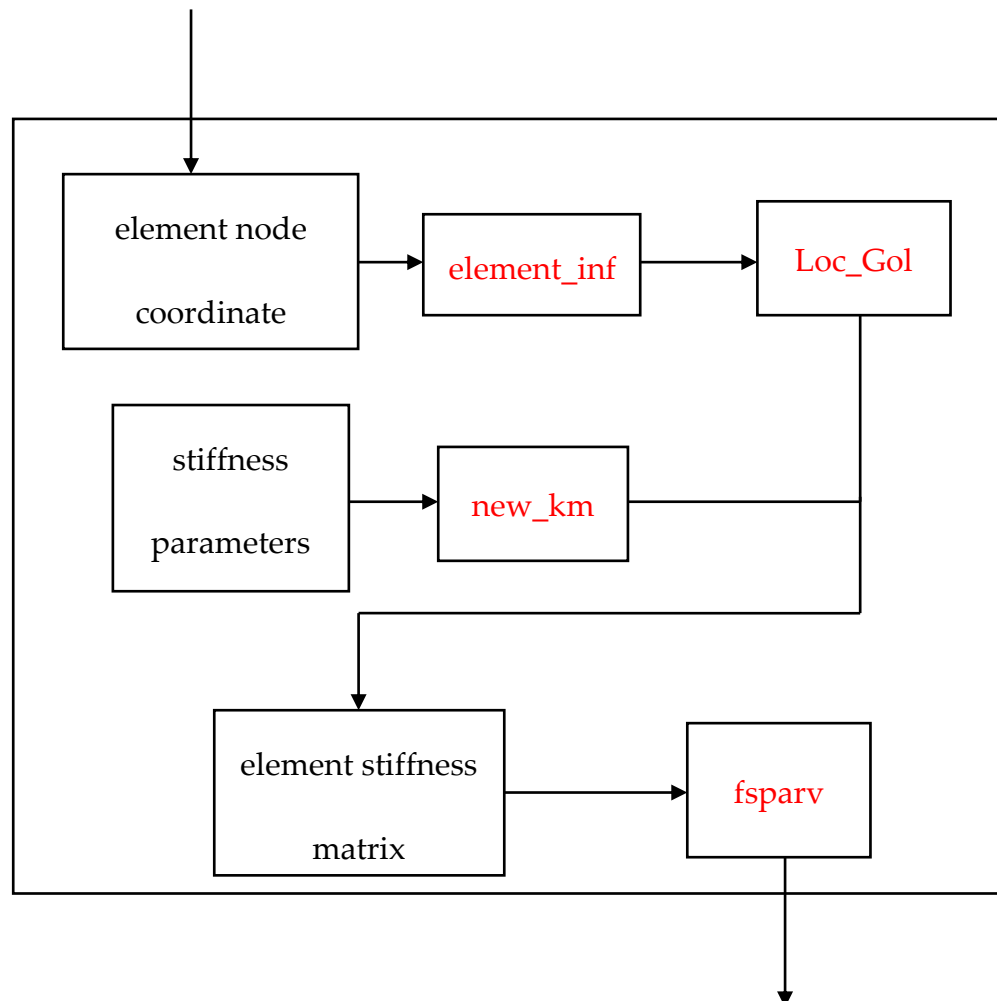 element node
coordinate
element_inf
Loc_Gol
stiffness
parameters
new_km
element stiffness
matrix
fsparv